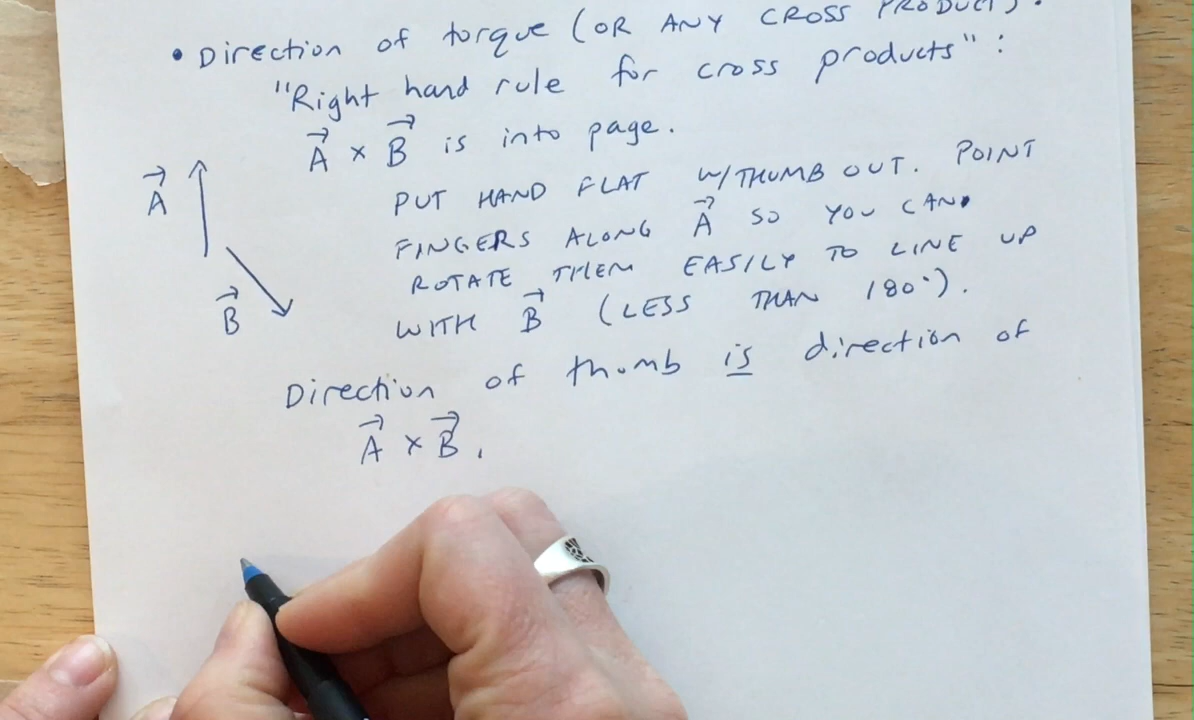 • Direction of torque (OR ANY CROSS PRODUCT):
"Right hand rule for cross products":
A⃗ × B⃗ is into page.
A⃗
PUT HAND FLAT W/THUMB OUT. POINT
FINGERS ALONG A⃗ SO YOU CAN
ROTATE THEM EASILY TO LINE UP
B⃗
WITH B⃗ (LESS THAN 180°).
Direction of thumb is direction of
A⃗ × B⃗.